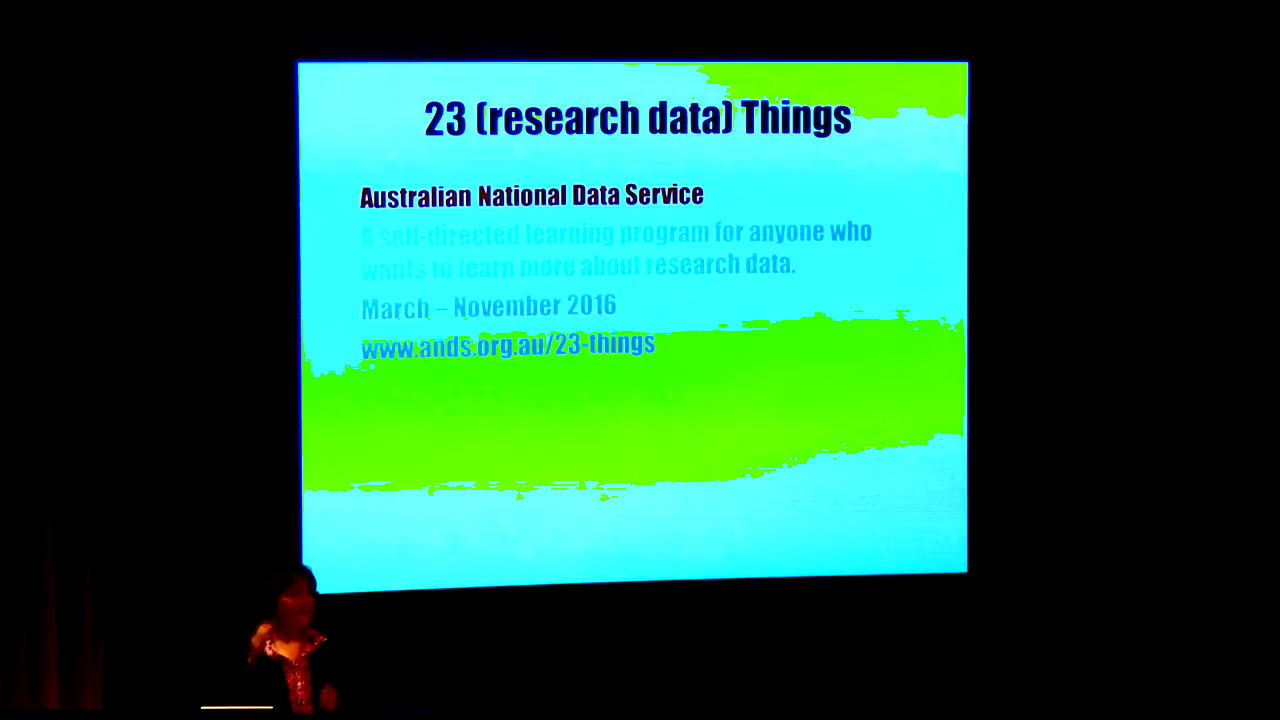 23 (research data) Things
Australian National Data Service
A self-directed learning program for anyone who
wants to learn more about research data.
March – November 2016
www.ands.org.au/23-things